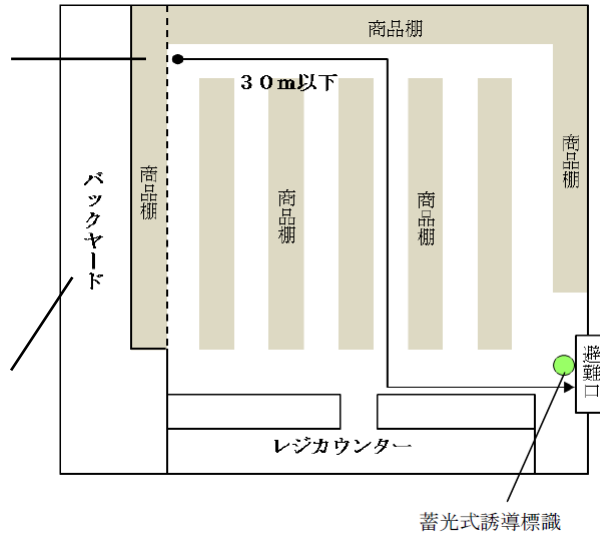 商品棚
３０ｍ以下
商品棚
商品棚
商品棚
商品棚
バックヤード
避難口
レジカウンター
蓄光式誘導標識